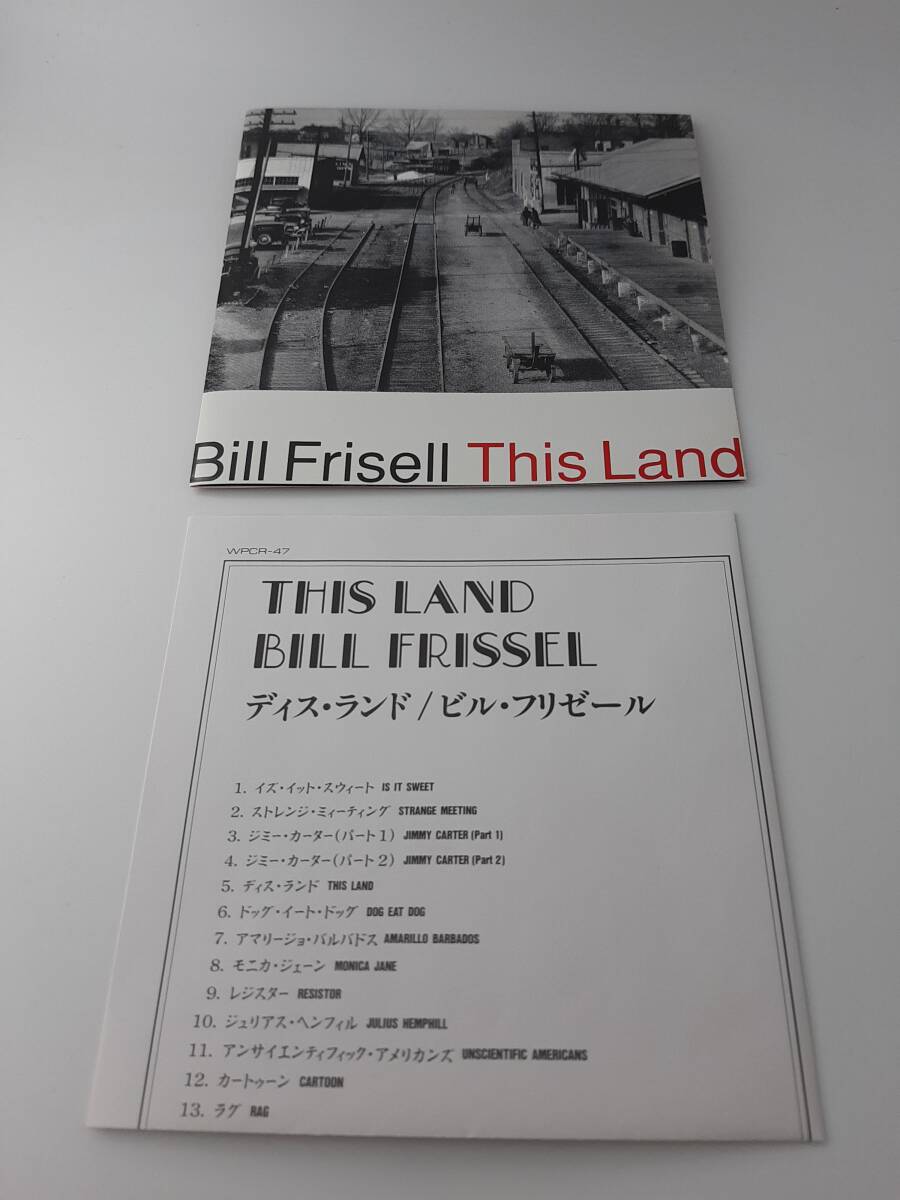 Bill Frisell This Land
WPCR-47
THIS LAND
BILL FRISSEL
ディス・ランド/ビル・フリゼール
1. イズ・イット・スウィート IS IT SWEET
2. ストレンジ・ミィーティング STRANGE MEETING
3. ジミー・カーター(パート1) JIMMY CARTER (Part 1)
4. ジミー・カーター(パート2) JIMMY CARTER (Part 2)
5. ディス・ランド THIS LAND
6. ドッグ・イート・ドッグ DOG EAT DOG
7. アマリージョ・バルバドス AMARILLO BARBADOS
8. モニカ・ジェーン MONICA JANE
9. レジスター RESISTOR
10. ジュリアス・ヘンフィル JULIUS HEMPHILL
11. アンサイエンティフィック・アメリカンズ UNSCIENTIFIC AMERICANS
12. カートゥーン CARTOON
13. ラグ RAG